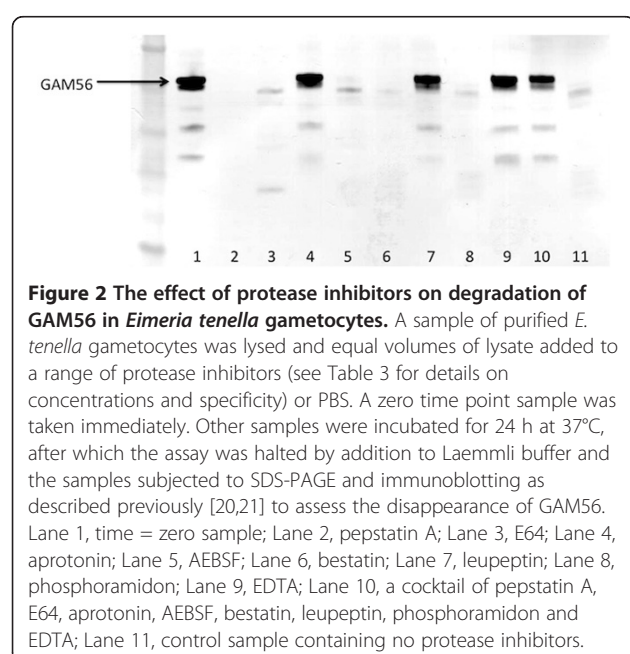 GAM56
1 2 3 4 5 6 7 8 9 10 11
Figure 2 The effect of protease inhibitors on degradation of
GAM56 in Eimeria tenella gametocytes. A sample of purified E.
tenella gametocytes was lysed and equal volumes of lysate added to
a range of protease inhibitors (see Table 3 for details on
concentrations and specificity) or PBS. A zero time point sample was
taken immediately. Other samples were incubated for 24 h at 37°C,
after which the assay was halted by addition to Laemmli buffer and
the samples subjected to SDS-PAGE and immunoblotting as
described previously [20,21] to assess the disappearance of GAM56.
Lane 1, time = zero sample; Lane 2, pepstatin A; Lane 3, E64; Lane 4,
aprotonin; Lane 5, AEBSF; Lane 6, bestatin; Lane 7, leupeptin; Lane 8,
phosphoramidon; Lane 9, EDTA; Lane 10, a cocktail of pepstatin A,
E64, aprotonin, AEBSF, bestatin, leupeptin, phosphoramidon and
EDTA; Lane 11, control sample containing no protease inhibitors.